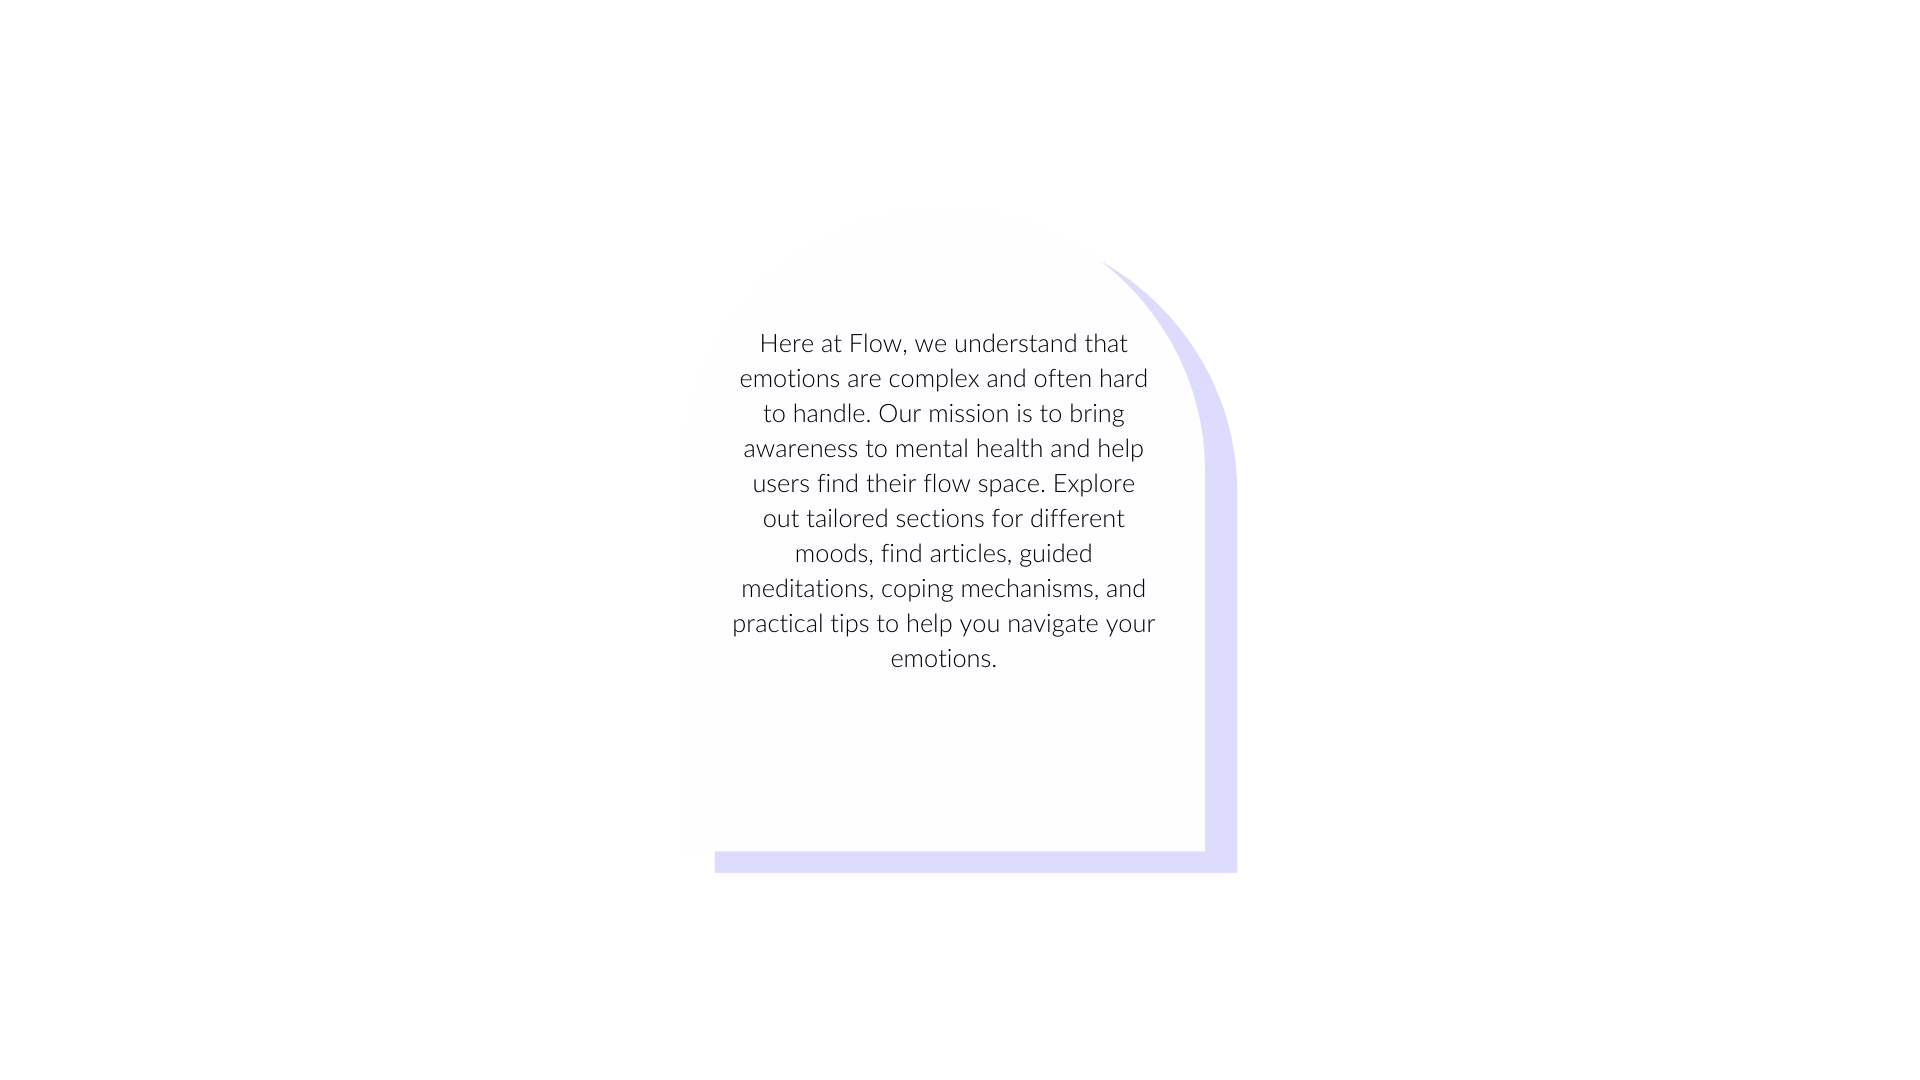 Here at Flow, we understand that
emotions are complex and often hard
to handle. Our mission is to bring
awareness to mental health and help
users find their flow space. Explore
out tailored sections for different
moods, find articles, guided
meditations, coping mechanisms, and
practical tips to help you navigate your
emotions.